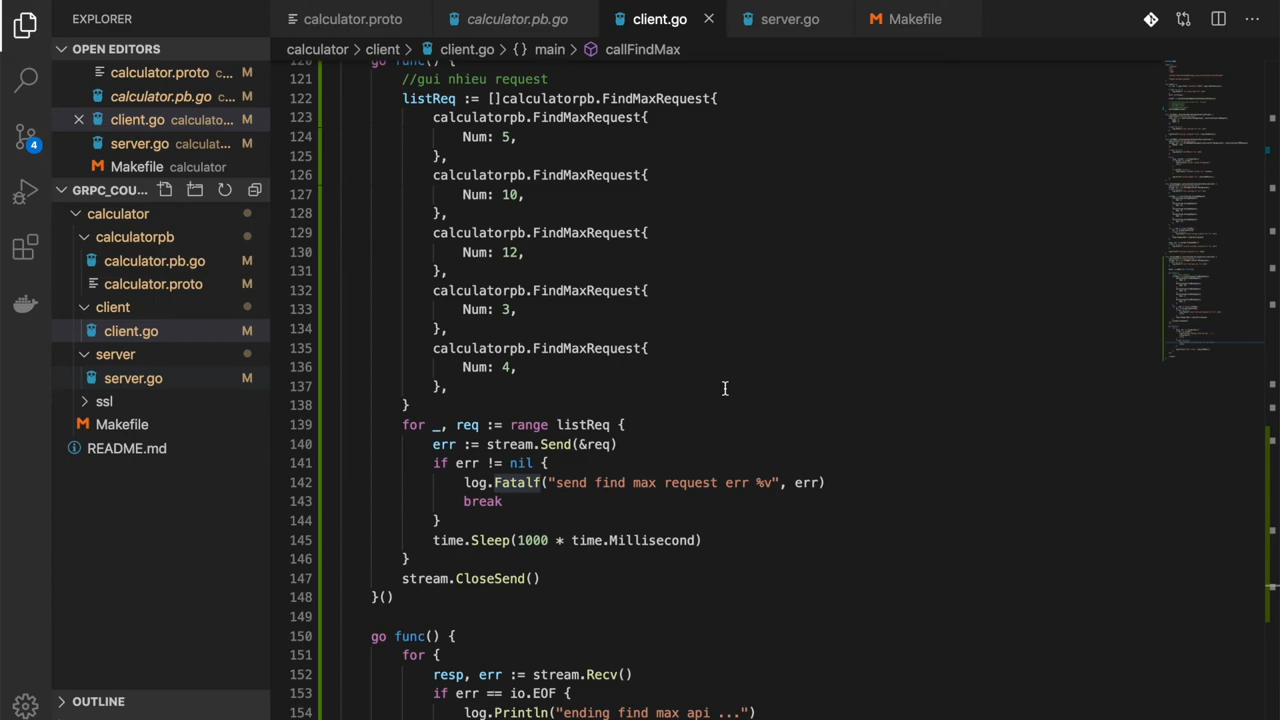 EXPLORER
OPEN EDITORS
calculator.proto c... M
calculator.pb.go c... M
client.go calculato... M
server.go calculat... M
Makefile calculator M
GRPC_COU...
calculator
calculatorpb
calculator.pb.go M
calculator.proto M
client
client.go M
server
server.go M
ssl
Makefile M
README.md
OUTLINE
4
calculator.proto M calculator.pb.go M client.go server.go M Makefile M
calculator client client.go {} main callFindMax
120 go func() {
121 //gui nhieu request
122 listReq := []calculatorpb.FindMaxRequest{
123 calculatorpb.FindMaxRequest{
124 Num: 5,
125 },
126 calculatorpb.FindMaxRequest{
127 Num: 10,
128 },
129 calculatorpb.FindMaxRequest{
130 Num: 12,
131 },
132 calculatorpb.FindMaxRequest{
133 Num: 3,
134 },
135 calculatorpb.FindMaxRequest{
136 Num: 4,
137 },
138 }
139 for _, req := range listReq {
140 err := stream.Send(&req)
141 if err != nil {
142 log.Fatalf("send find max request err %v", err)
143 break
144 }
145 time.Sleep(1000 * time.Millisecond)
146 }
147 stream.CloseSend()
148 }()
149
150 go func() {
151 for {
152 resp, err := stream.Recv()
153 if err == io.EOF {
154 log.Println("ending find max api ...")